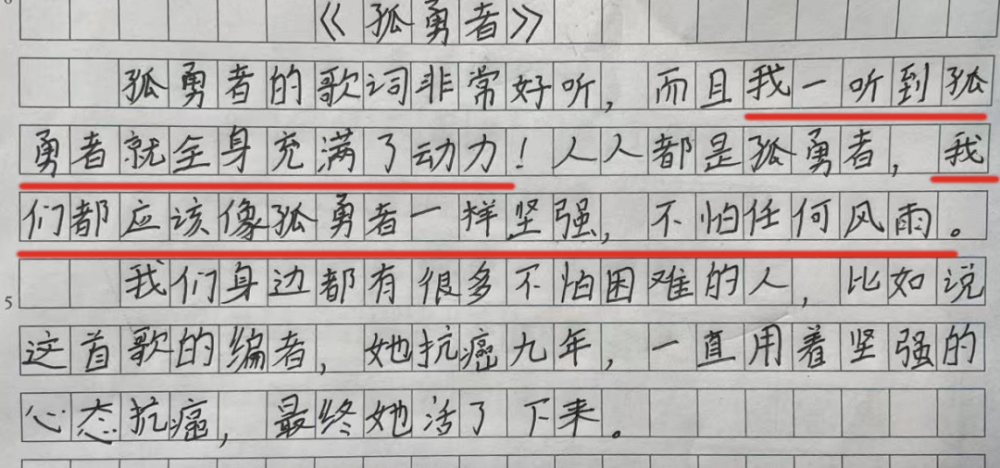 《孤勇者》
孤勇者的歌词非常好听，而且我一听到孤
勇者就全身充满了动力！人人都是孤勇者，我
们都应该像孤勇者一样坚强，不怕任何风雨。
我们身边都有很多不怕困难的人，比如说
5
这首歌的编者，她抗癌九年，一直用着坚强的
心态抗癌，最终她活了下来。